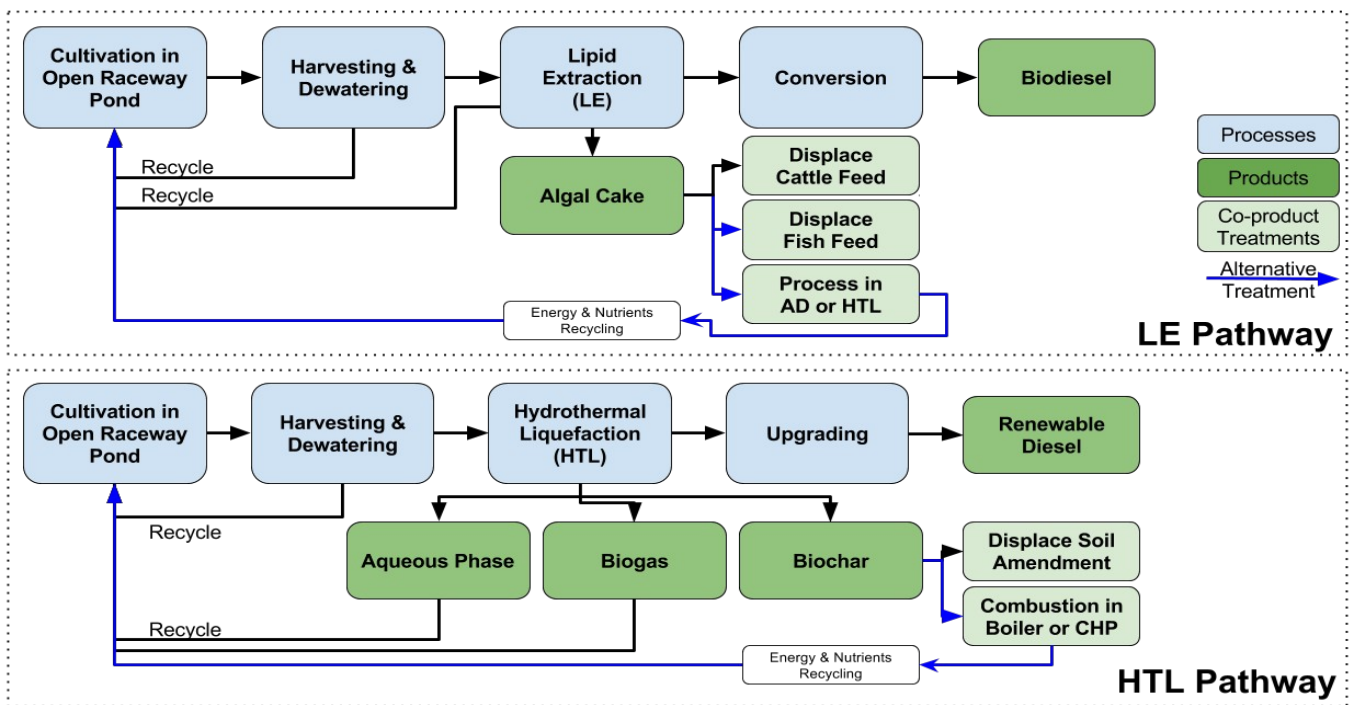 Cultivation in
Open Raceway
Pond
Harvesting &
Dewatering
Lipid
Extraction
(LE)
Conversion
Biodiesel
Recycle
Recycle
Algal Cake
Displace
Cattle Feed
Displace
Fish Feed
Process in
AD or HTL
Energy & Nutrients
Recycling
Processes
Products
Co-product
Treatments
Alternative
Treatment
LE Pathway
Cultivation in
Open Raceway
Pond
Harvesting &
Dewatering
Hydrothermal
Liquefaction
(HTL)
Upgrading
Renewable
Diesel
Recycle
Aqueous Phase
Biogas
Biochar
Displace Soil
Amendment
Combustion in
Boiler or CHP
Recycle
Energy & Nutrients
Recycling
HTL Pathway